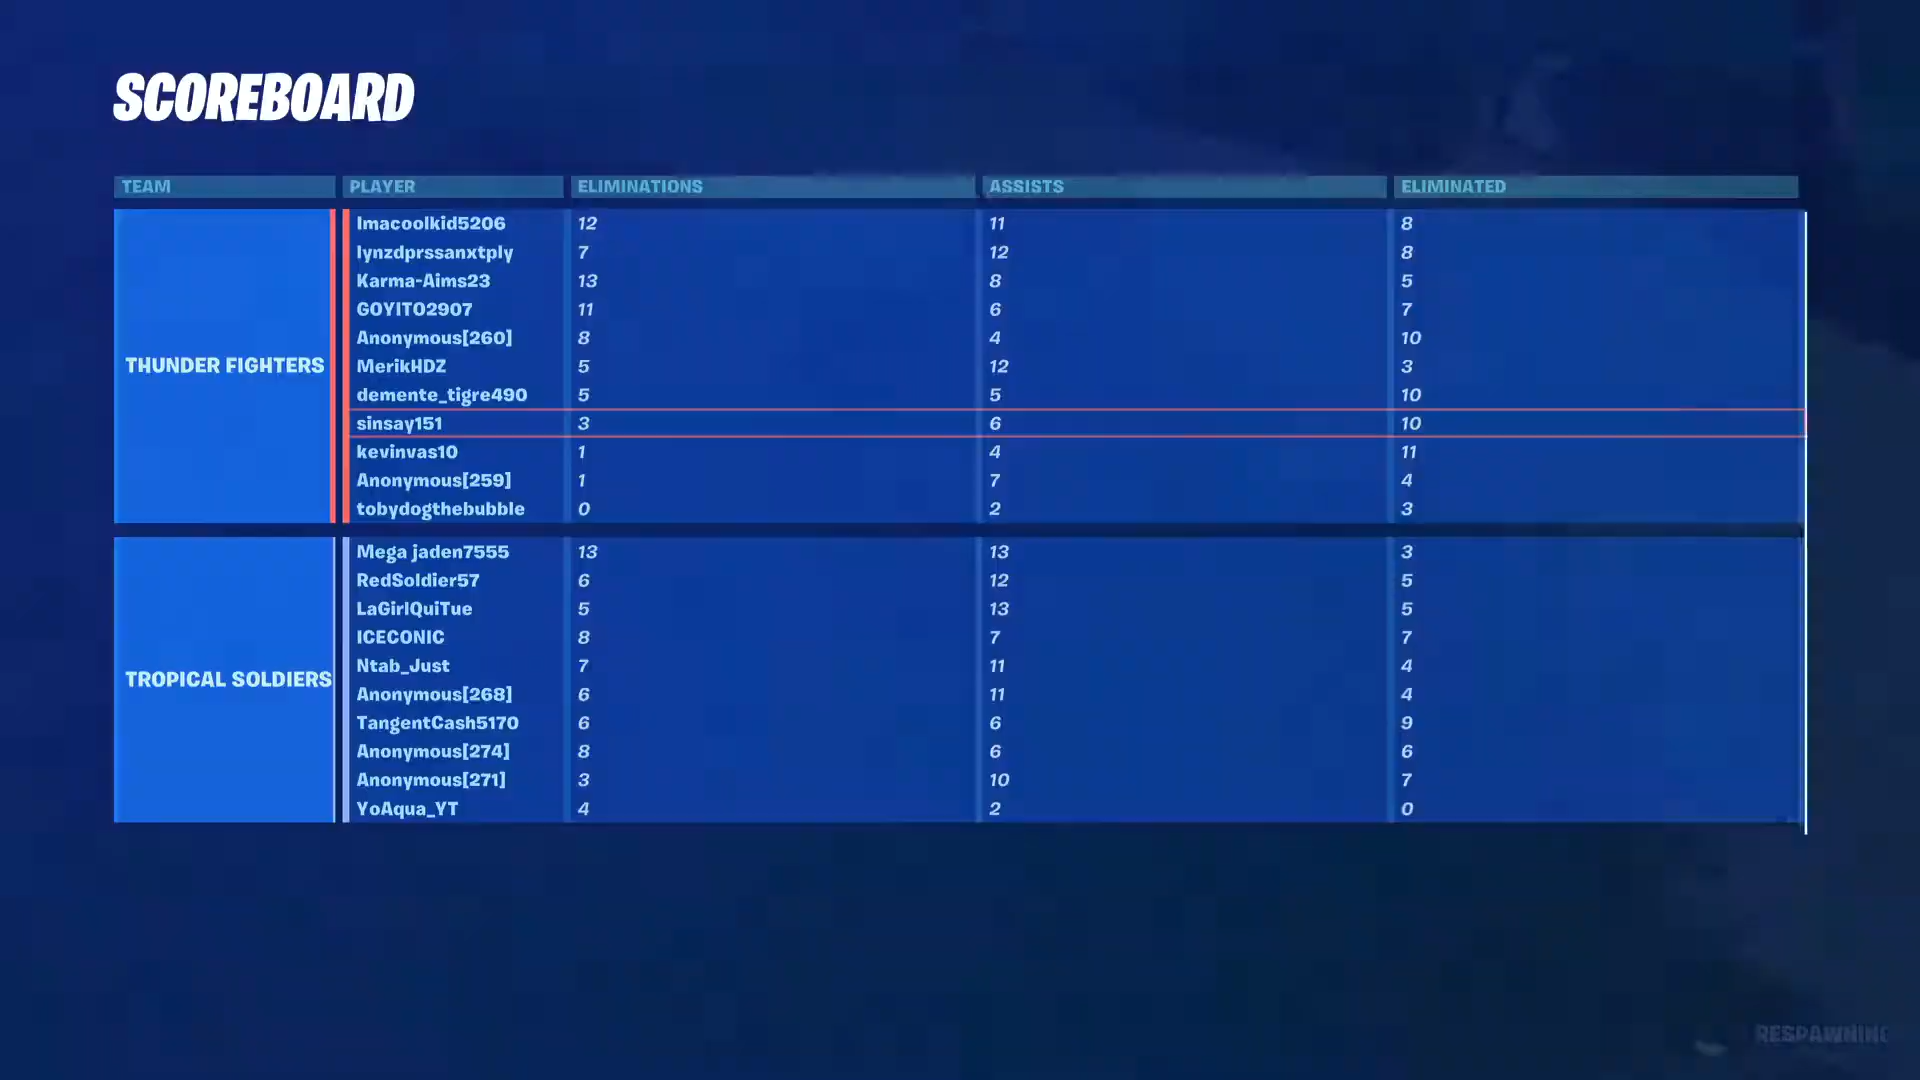 SCOREBOARD
TEAM PLAYER ELIMINATIONS ASSISTS ELIMINATED
THUNDER FIGHTERS
Imacoolkid5206 12 11 8
lynzdprssanxtply 7 12 8
Karma-Aims23 13 8 5
GOYITO2907 11 6 7
Anonymous[260] 8 4 10
MerikHDZ 5 12 3
demente_tigre490 5 5 10
sinsay151 3 6 10
kevinvas10 1 4 11
Anonymous[259] 1 7 4
tobydogthebubble 0 2 3
TROPICAL SOLDIERS
Mega jaden7555 13 13 3
RedSoldier57 6 12 5
LaGirlQuiTue 5 13 5
ICECONIC 8 7 7
Ntab_Just 7 11 4
Anonymous[268] 6 11 4
TangentCash5170 6 6 9
Anonymous[274] 8 6 6
Anonymous[271] 3 10 7
YoAqua_YT 4 2 0
RESPAWNING